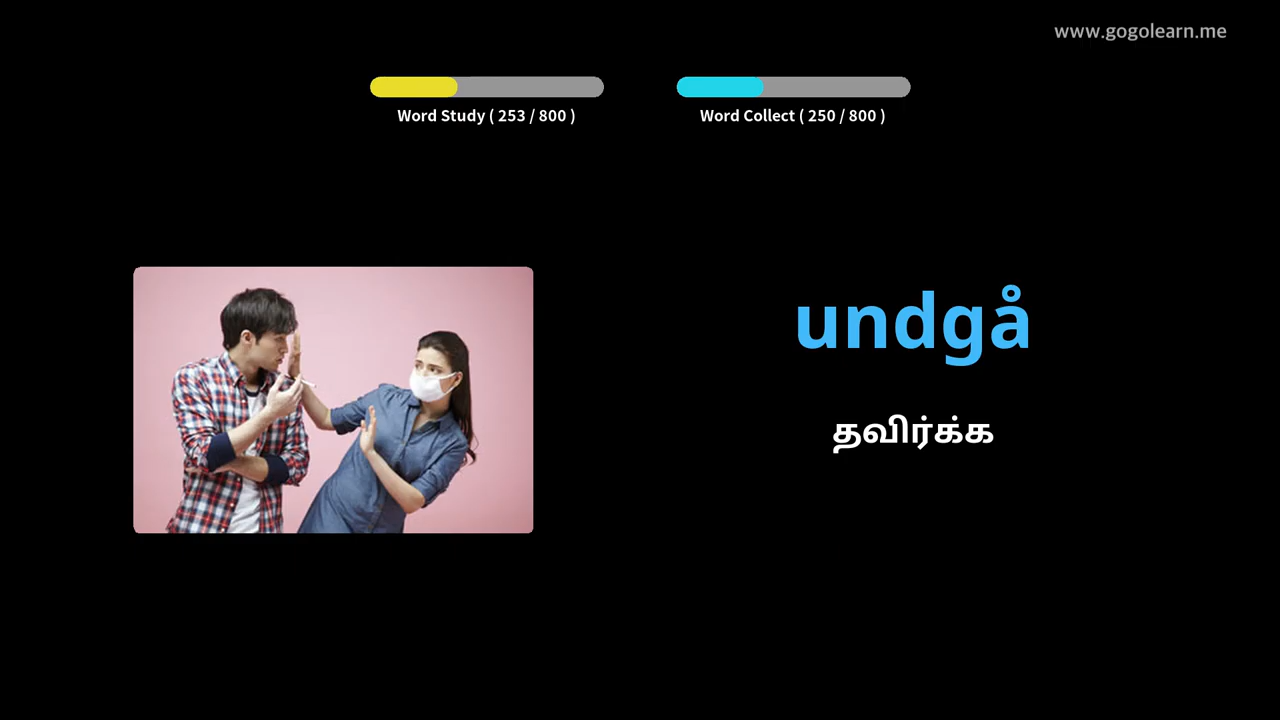 www.gogolearn.me
Word Study ( 253 / 800 )
Word Collect ( 250 / 800 )
undgå
தவிர்க்க